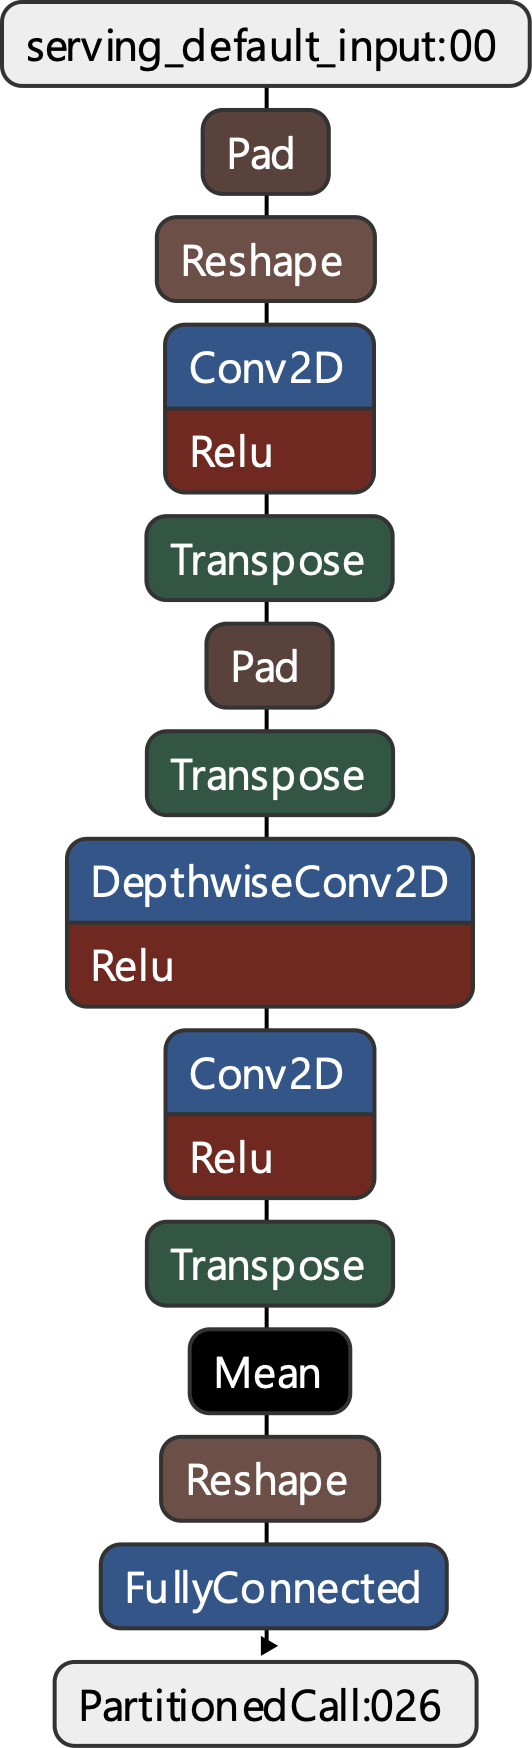 serving_default_input:00
Pad
Reshape
Conv2D
Relu
Transpose
Pad
Transpose
DepthwiseConv2D
Relu
Conv2D
Relu
Transpose
Mean
Reshape
FullyConnected
PartitionedCall:026